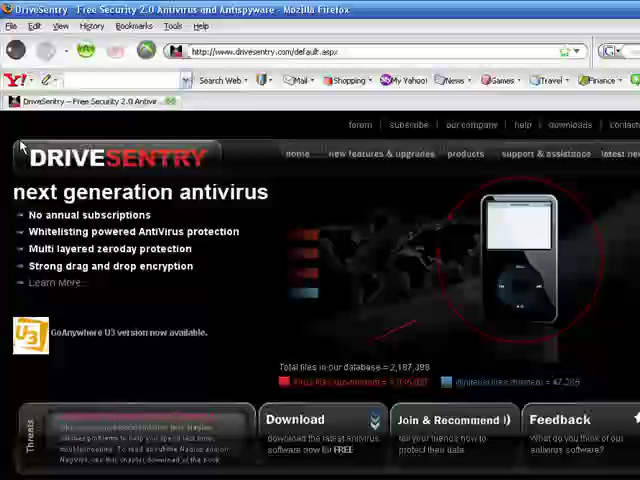 DriveSentry - Free Security 2.0 Antivirus and Antispyware - Mozilla Firefox
File Edit View History Bookmarks Tools Help
http://www.drivesentry.com/default.aspx
Y! Search Web Mail Shopping My Yahoo! News Games Travel Finance
DriveSentry - Free Security 2.0 Antivir
forum subscribe our company help downloads contact
DRIVESENTRY
home new features & upgrades products support & assistance latest new
next generation antivirus
No annual subscriptions
Whitelisting powered AntiVirus protection
Multi layered zeroday protection
Strong drag and drop encryption
Learn More...
U3 GoAnywhere U3 version now available.
Total files in our database = 2,187,398
Threats
Download
download the latest antivirus
software now for FREE
Join & Recommend !)
tell your friends how to
protect their data
Feedback
What do you think of our
antivirus software?